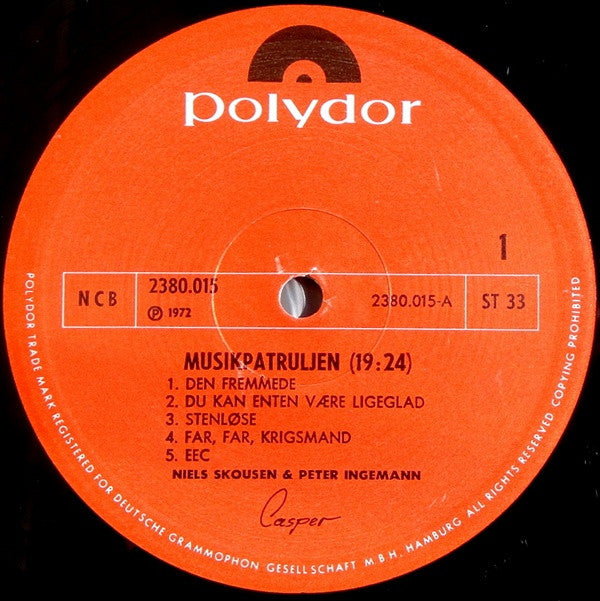 polydor
1
NCB
2380.015
℗ 1972
2380.015-A
ST 33
MUSIKPATRULJEN (19:24)
1. DEN FREMMEDE
2. DU KAN ENTEN VÆRE LIGEGLAD
3. STENLØSE
4. FAR, FAR, KRIGSMAND
5. EEC
NIELS SKOUSEN & PETER INGEMANN
Casper
POLYDOR TRADE MARK REGISTERED FOR DEUTSCHE GRAMMOPHON GESELLSCHAFT M.B.H. HAMBURG ALL RIGHTS RESERVED COPYING PROHIBITED